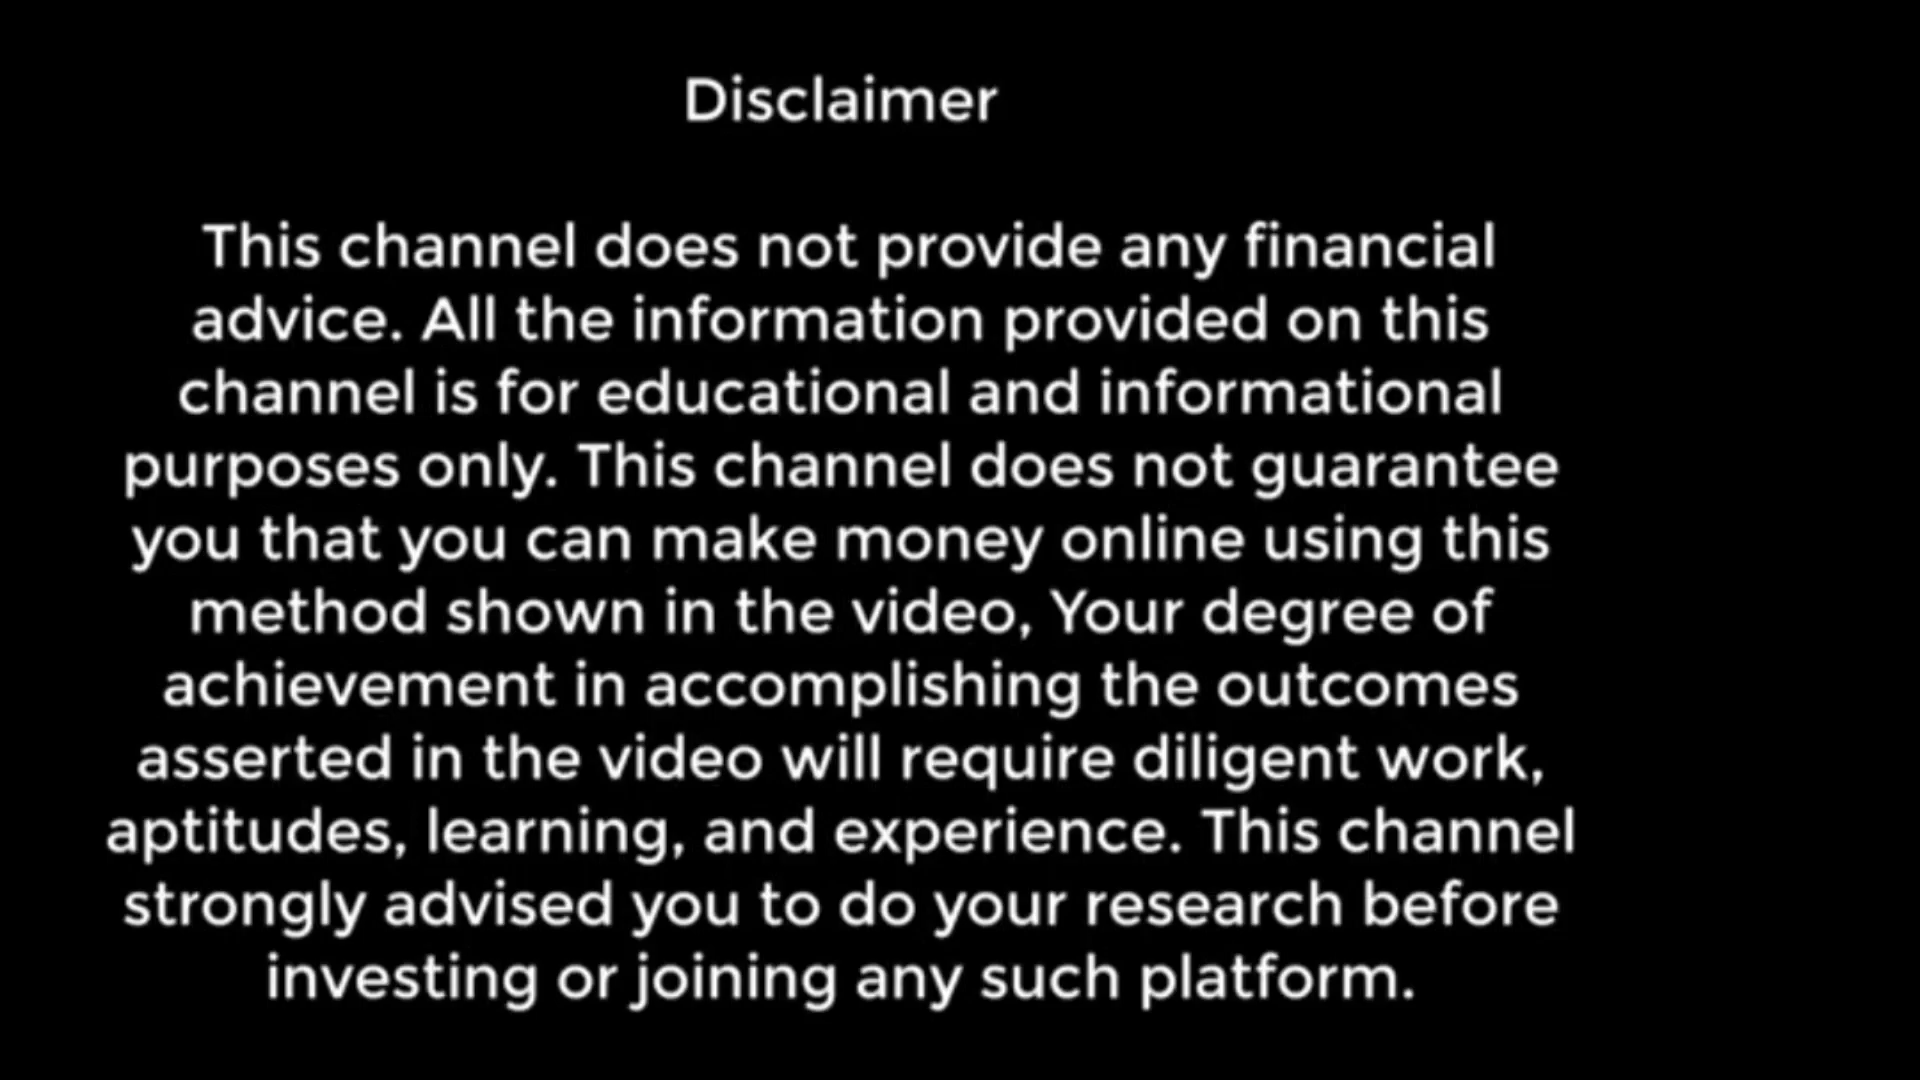 Disclaimer
This channel does not provide any financial
advice. All the information provided on this
channel is for educational and informational
purposes only. This channel does not guarantee
you that you can make money online using this
method shown in the video, Your degree of
achievement in accomplishing the outcomes
asserted in the video will require diligent work,
aptitudes, learning, and experience. This channel
strongly advised you to do your research before
investing or joining any such platform.